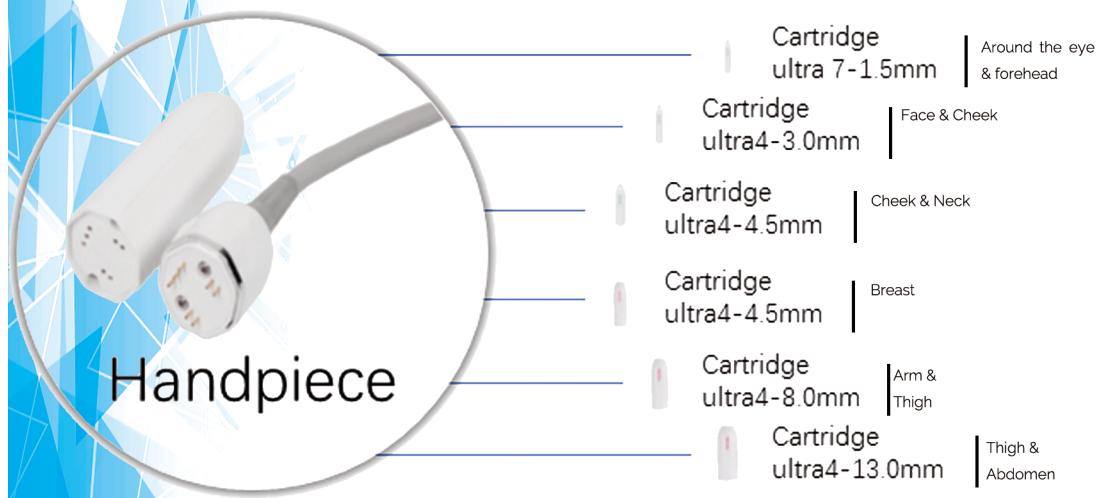 Cartridge
ultra 7-1.5mm
Around the eye
& forehead
Cartridge
ultra4-3.0mm
Face & Cheek
Cartridge
ultra4-4.5mm
Cheek & Neck
Cartridge
ultra4-4.5mm
Breast
Handpiece
Cartridge
ultra4-8.0mm
Arm &
Thigh
Cartridge
ultra4-13.0mm
Thigh &
Abdomen